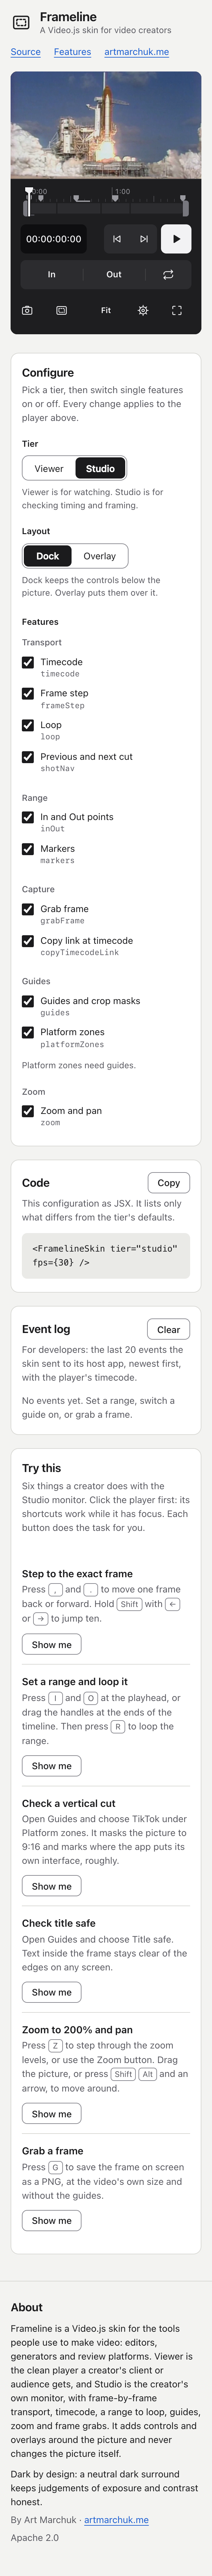 Frameline
A Video.js skin for video creators
Source Features artmarchuk.me
0:00 1:00
00:00:00:00
In Out
Fit
Configure
Pick a tier, then switch single features
on or off. Every change applies to the
player above.
Tier
Viewer Studio
Viewer is for watching. Studio is for
checking timing and framing.
Layout
Dock Overlay
Dock keeps the controls below the
picture. Overlay puts them over it.
Features
Transport
Timecode
timecode
Frame step
frameStep
Loop
loop
Previous and next cut
shotNav
Range
In and Out points
inOut
Markers
markers
Capture
Grab frame
grabFrame
Copy link at timecode
copyTimecodeLink
Guides
Guides and crop masks
guides
Platform zones
platformZones
Platform zones need guides.
Zoom
Zoom and pan
zoom
Code Copy
This configuration as JSX. It lists only
what differs from the tier's defaults.
<FramelineSkin tier="studio"
fps={30} />
Event log Clear
For developers: the last 20 events the
skin sent to its host app, newest first,
with the player's timecode.
No events yet. Set a range, switch a
guide on, or grab a frame.
Try this
Six things a creator does with the
Studio monitor. Click the player first: its
shortcuts work while it has focus. Each
button does the task for you.
Step to the exact frame
Press , and . to move one frame
back or forward. Hold Shift with ←
or → to jump ten.
Show me
Set a range and loop it
Press I and O at the playhead, or
drag the handles at the ends of the
timeline. Then press R to loop the
range.
Show me
Check a vertical cut
Open Guides and choose TikTok under
Platform zones. It masks the picture to
9:16 and marks where the app puts its
own interface, roughly.
Show me
Check title safe
Open Guides and choose Title safe.
Text inside the frame stays clear of the
edges on any screen.
Show me
Zoom to 200% and pan
Press Z to step through the zoom
levels, or use the Zoom button. Drag
the picture, or press Shift Alt and an
arrow, to move around.
Show me
Grab a frame
Press G to save the frame on screen
as a PNG, at the video's own size and
without the guides.
Show me
About
Frameline is a Video.js skin for the tools
people use to make video: editors,
generators and review platforms. Viewer is
the clean player a creator's client or
audience gets, and Studio is the creator's
own monitor, with frame-by-frame
transport, timecode, a range to loop, guides,
zoom and frame grabs. It adds controls and
overlays around the picture and never
changes the picture itself.
Dark by design: a neutral dark surround
keeps judgements of exposure and contrast
honest.
By Art Marchuk · artmarchuk.me
Apache 2.0